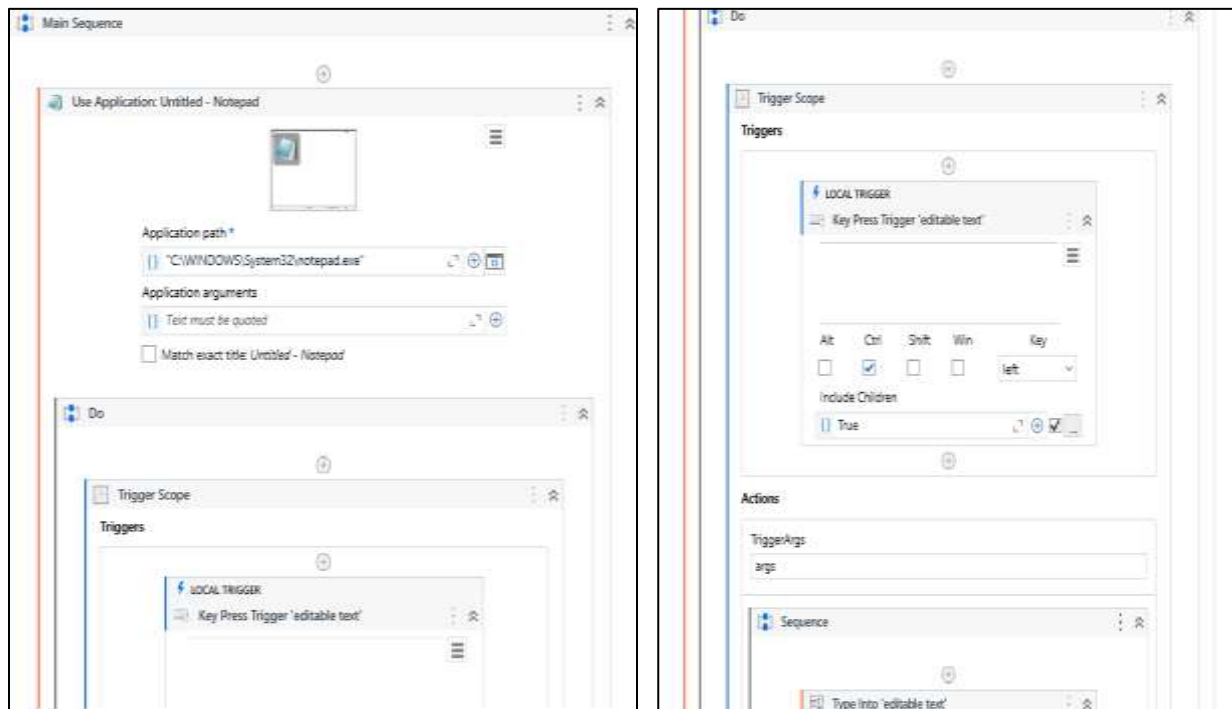 Main Sequence
Use Application: Untitled - Notepad
Application path *
"C:\WINDOWS\System32\notepad.exe"
Application arguments
Text must be quoted
Match exact title: Untitled - Notepad
Do
Trigger Scope
Triggers
LOCAL TRIGGER
Key Press Trigger 'editable text'
Do
Trigger Scope
Triggers
LOCAL TRIGGER
Key Press Trigger 'editable text'
Alt Ctrl Shift Win Key
left
Include Children
True
Actions
TriggerArgs
args
Sequence
Type Into 'editable text'